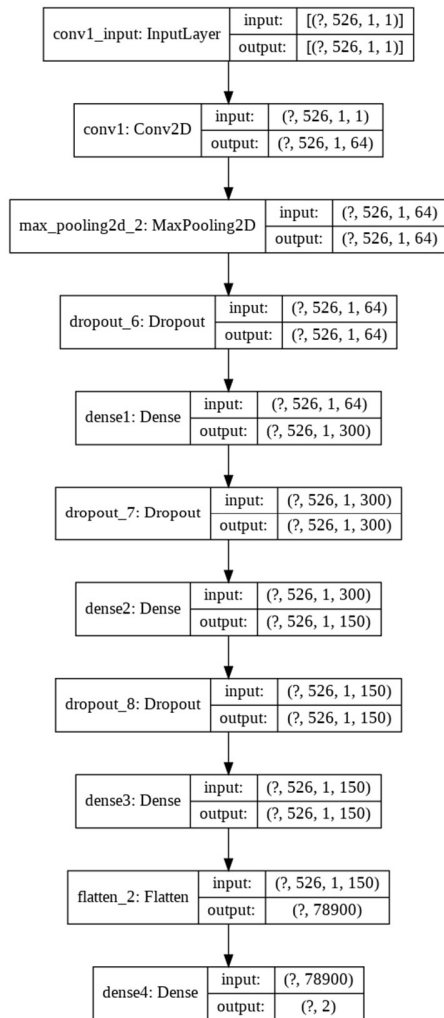 conv1_input: InputLayer
input: [(?, 526, 1, 1)]
output: [(?, 526, 1, 1)]
conv1: Conv2D
input: (?, 526, 1, 1)
output: (?, 526, 1, 64)
max_pooling2d_2: MaxPooling2D
input: (?, 526, 1, 64)
output: (?, 526, 1, 64)
dropout_6: Dropout
input: (?, 526, 1, 64)
output: (?, 526, 1, 64)
dense1: Dense
input: (?, 526, 1, 64)
output: (?, 526, 1, 300)
dropout_7: Dropout
input: (?, 526, 1, 300)
output: (?, 526, 1, 300)
dense2: Dense
input: (?, 526, 1, 300)
output: (?, 526, 1, 150)
dropout_8: Dropout
input: (?, 526, 1, 150)
output: (?, 526, 1, 150)
dense3: Dense
input: (?, 526, 1, 150)
output: (?, 526, 1, 150)
flatten_2: Flatten
input: (?, 526, 1, 150)
output: (?, 78900)
dense4: Dense
input: (?, 78900)
output: (?, 2)